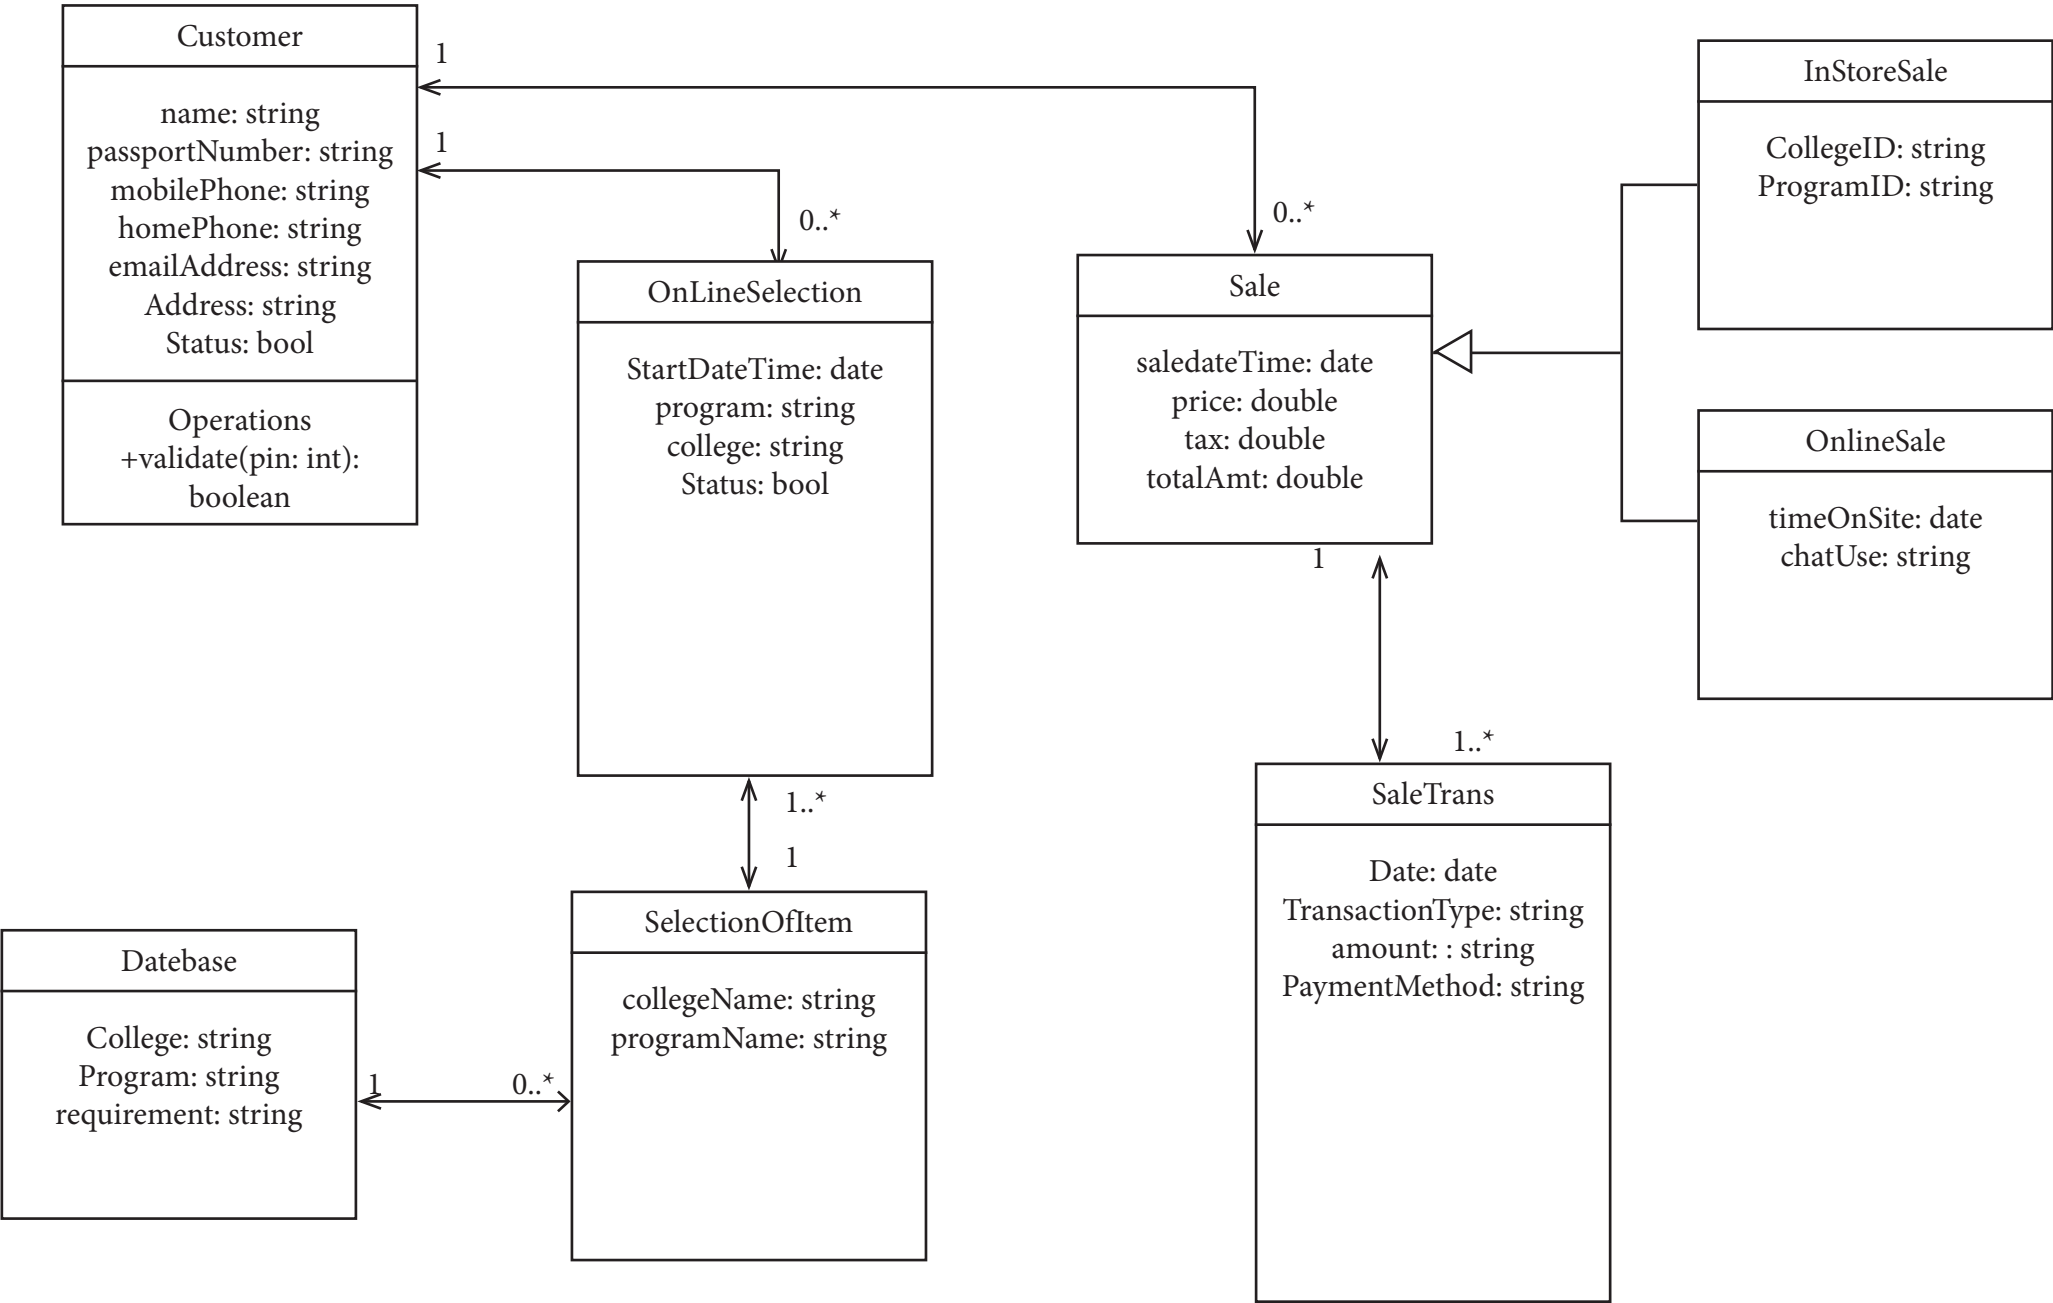 Customer
name: string
passportNumber: string
mobilePhone: string
homePhone: string
emailAddress: string
Address: string
Status: bool
Operations
+validate(pin: int):
boolean
1
1
0..*
0..*
OnLineSelection
StartDateTime: date
program: string
college: string
Status: bool
Sale
saledateTime: date
price: double
tax: double
totalAmt: double
InStoreSale
CollegeID: string
ProgramID: string
OnlineSale
timeOnSite: date
chatUse: string
1
1..*
SaleTrans
Date: date
TransactionType: string
amount: : string
PaymentMethod: string
1..*
1
SelectionOfItem
collegeName: string
programName: string
Datebase
College: string
Program: string
requirement: string
1
0..*